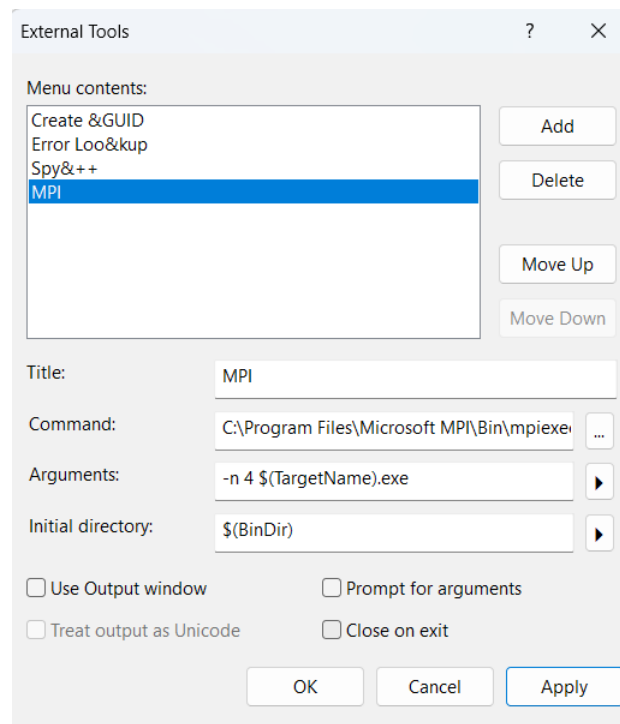 External Tools ? ×
Menu contents:
Create &GUID
Error Loo&kup
Spy&++
MPI
Add
Delete
Move Up
Move Down
Title: MPI
Command: C:\Program Files\Microsoft MPI\Bin\mpiexe ...
Arguments: -n 4 $(TargetName).exe
Initial directory: $(BinDir)
Use Output window Prompt for arguments
Treat output as Unicode Close on exit
OK Cancel Apply